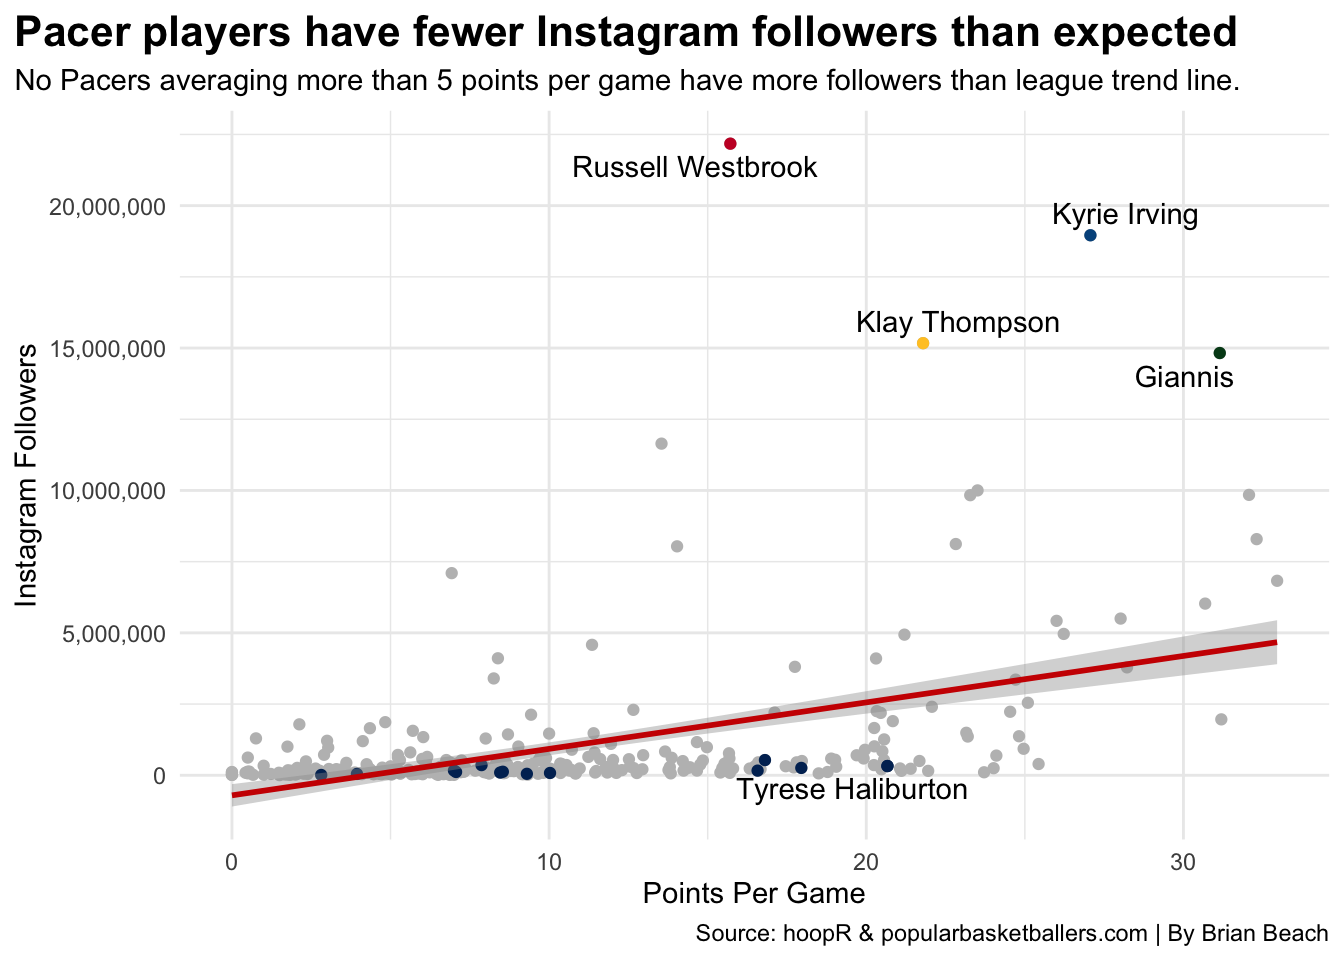 Pacer players have fewer Instagram followers than expected
No Pacers averaging more than 5 points per game have more followers than league trend line.
Russell Westbrook
20,000,000
Kyrie Irving
Klay Thompson
15,000,000
Giannis
Instagram Followers
10,000,000
5,000,000
0
Tyrese Haliburton
0 10 20 30
Points Per Game
Source: hoopR & popularbasketballers.com | By Brian Beach